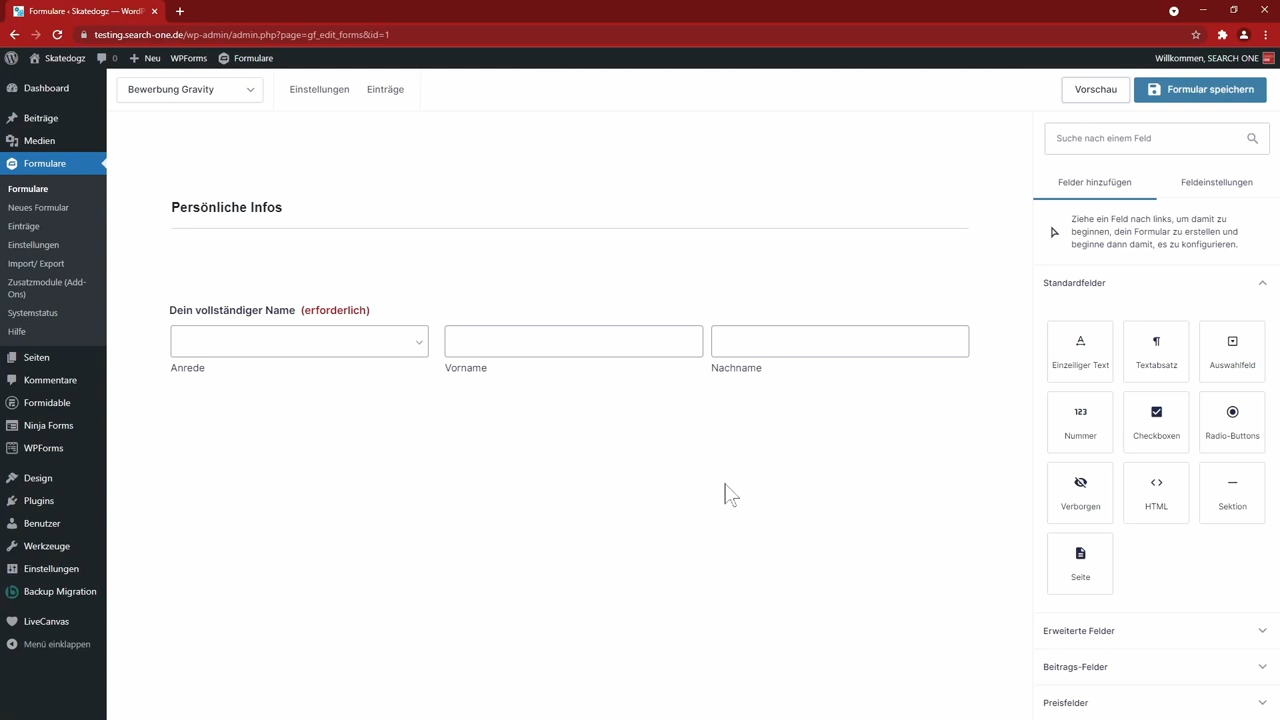 Formulare ‹ Skatedogz — WordP
testing.search-one.de/wp-admin/admin.php?page=gf_edit_forms&id=1
Skatedogz
0
Neu
WPForms
Formulare
Willkommen, SEARCH ONE
Dashboard
Beiträge
Medien
Formulare
Formulare
Neues Formular
Einträge
Einstellungen
Import/ Export
Zusatzmodule (Add-
Ons)
Systemstatus
Hilfe
Seiten
Kommentare
Formidable
Ninja Forms
WPForms
Design
Plugins
Benutzer
Werkzeuge
Einstellungen
Backup Migration
LiveCanvas
Menü einklappen
Bewerbung Gravity
Einstellungen
Einträge
Vorschau
Formular speichern
Persönliche Infos
Dein vollständiger Name (erforderlich)
Anrede
Vorname
Nachname
Suche nach einem Feld
Felder hinzufügen
Feldeinstellungen
Ziehe ein Feld nach links, um damit zu
beginnen, dein Formular zu erstellen und
beginne dann damit, es zu konfigurieren.
Standardfelder
Einzeiliger Text
Textabsatz
Auswahlfeld
123
Nummer
Checkboxen
Radio-Buttons
Verborgen
HTML
Sektion
Seite
Erweiterte Felder
Beitrags-Felder
Preisfelder